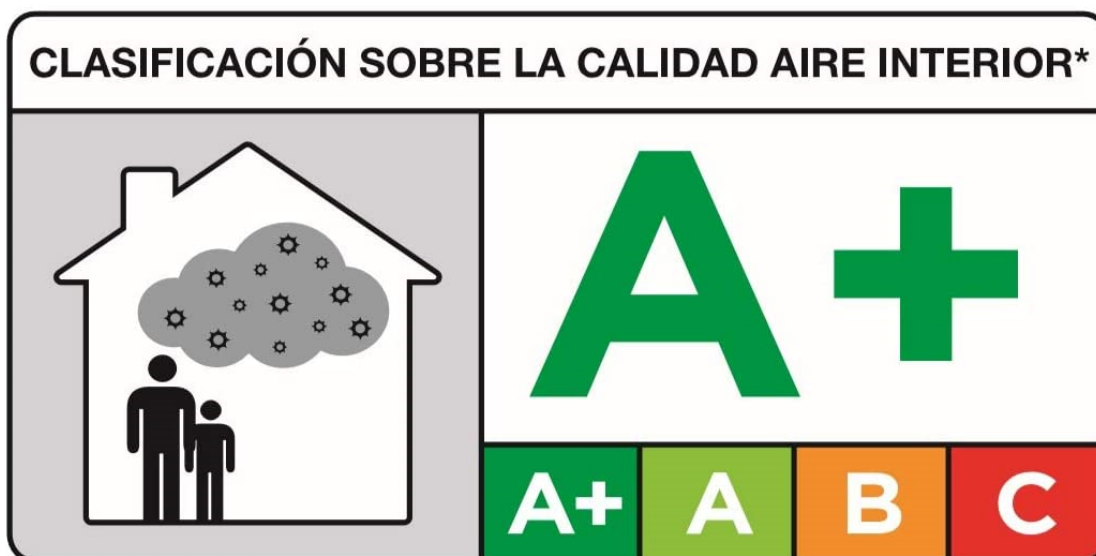 CLASIFICACIÓN SOBRE LA CALIDAD AIRE INTERIOR*
A+
A+ A B C